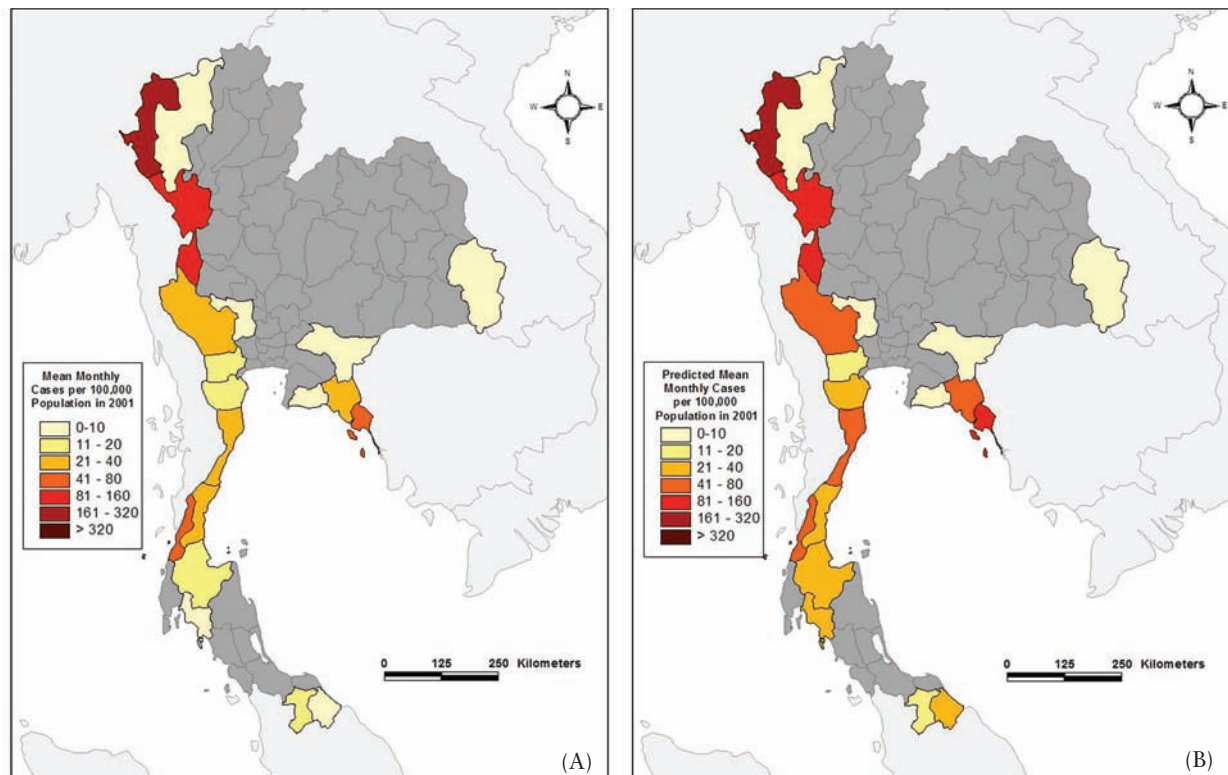 N
W E
S
Mean Monthly
Cases per 100,000
Population in 2001
0-10
11 - 20
21 - 40
41 - 80
81 - 160
161 - 320
> 320
0 125 250 Kilometers
(A)
N
W E
S
Predicted Mean
Monthly Cases
per 100,000
Population in 2001
0-10
11 - 20
21 - 40
41 - 80
81 - 160
161 - 320
> 320
0 125 250 Kilometers
(B)